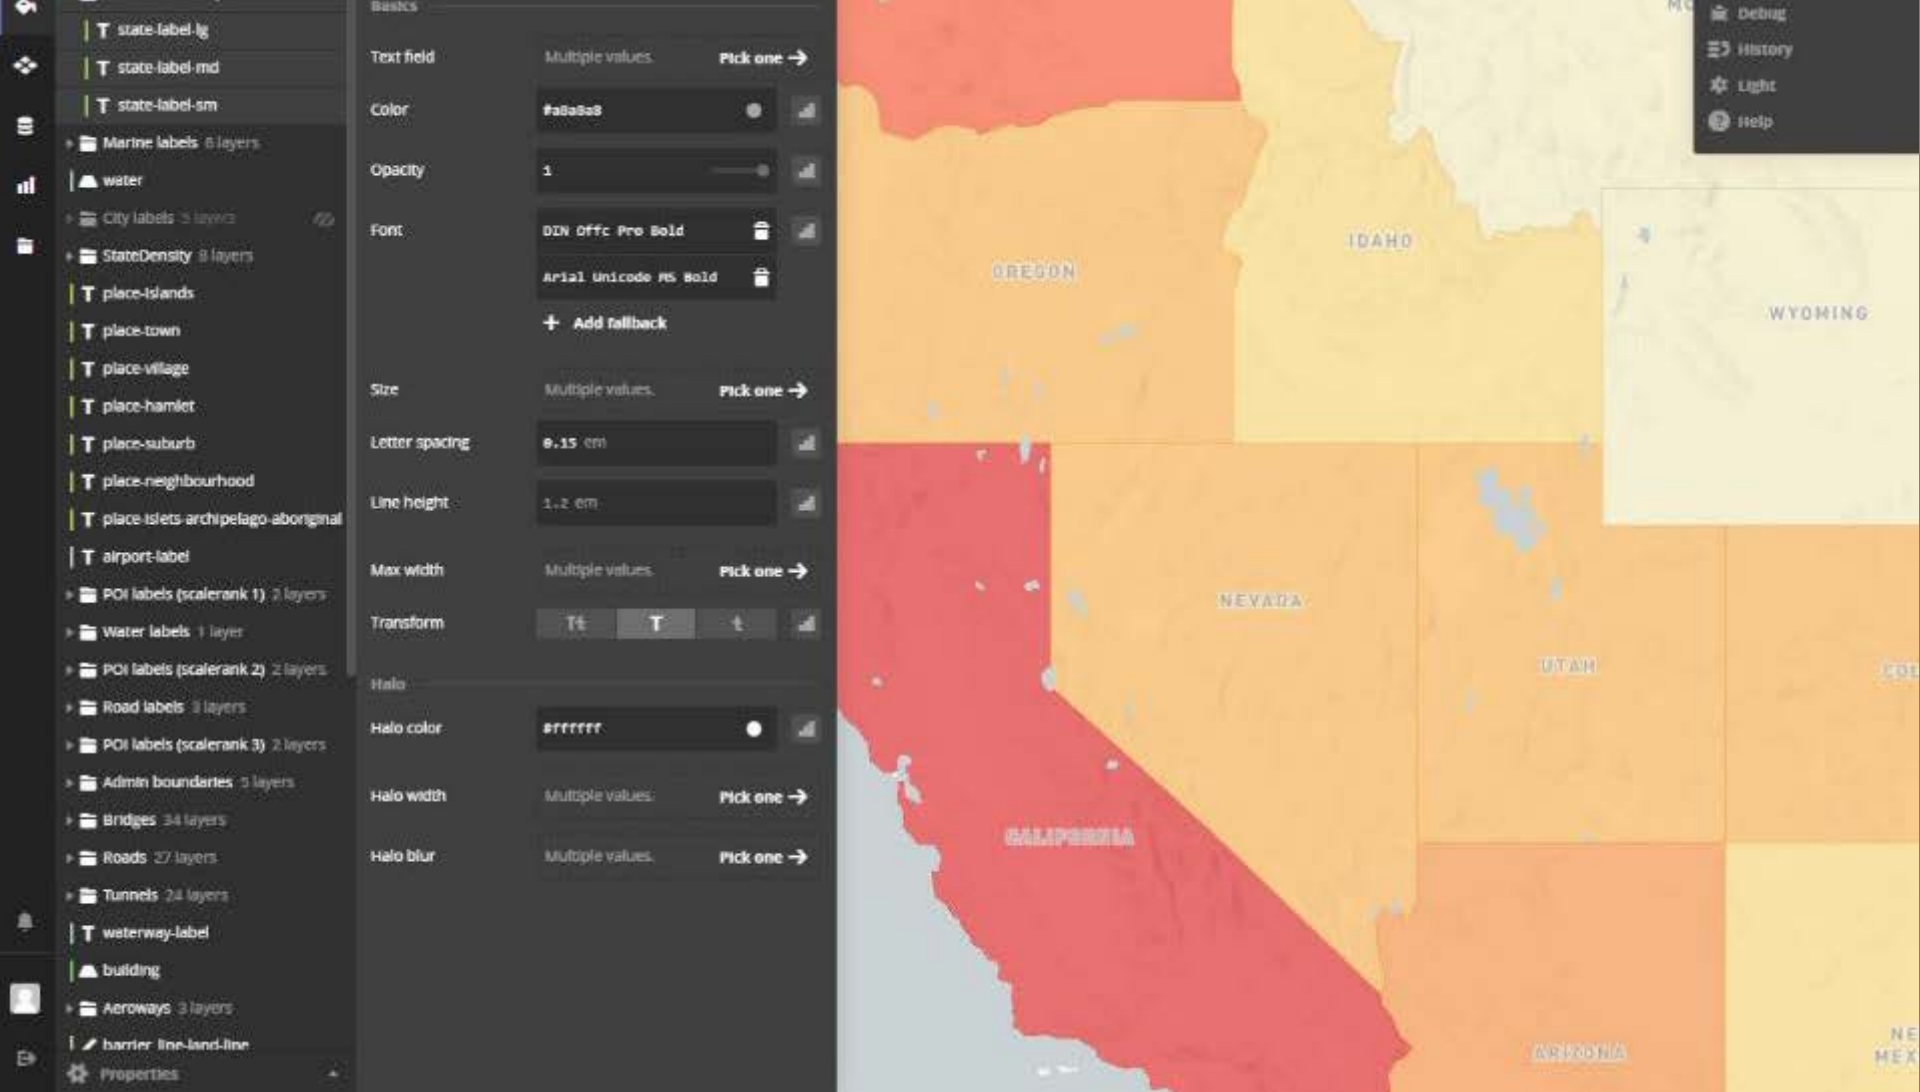 state-label-lg
state-label-md
state-label-sm
Marine labels 6 layers
water
City labels 5 layers
StateDensity 8 layers
place-islands
place-town
place-village
place-hamlet
place-suburb
place-neighbourhood
place-islets-archipelago-aboriginal
airport-label
POI labels (scalerank 1) 2 layers
Water labels 1 layer
POI labels (scalerank 2) 2 layers
Road labels 3 layers
POI labels (scalerank 3) 2 layers
Admin boundaries 5 layers
Bridges 34 layers
Roads 27 layers
Tunnels 24 layers
waterway-label
building
Aeroways 3 layers
barrier_line-land-line
Properties
Basics
Text field Multiple values. Pick one →
Color #a8a8a8
Opacity 1
Font DIN Offc Pro Bold
Arial Unicode MS Bold
+ Add fallback
Size Multiple values. Pick one →
Letter spacing 0.15 em
Line height 1.2 em
Max width Multiple values. Pick one →
Transform Tt T t
Halo
Halo color #ffffff
Halo width Multiple values. Pick one →
Halo blur Multiple values. Pick one →
MO
Debug
History
Light
Help
IDAHO
OREGON
WYOMING
NEVADA
UTAH
COL
CALIFORNIA
ARIZONA
NE
MEX